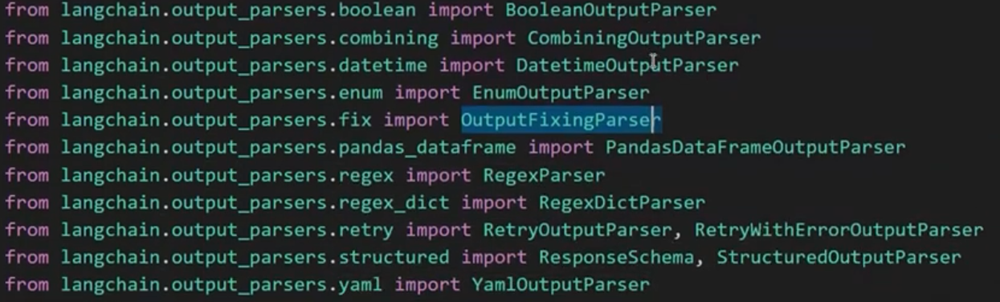 from langchain.output_parsers.boolean import BooleanOutputParser
from langchain.output_parsers.combining import CombiningOutputParser
from langchain.output_parsers.datetime import DatetimeOutputParser
from langchain.output_parsers.enum import EnumOutputParser
from langchain.output_parsers.fix import OutputFixingParser
from langchain.output_parsers.pandas_dataframe import PandasDataFrameOutputParser
from langchain.output_parsers.regex import RegexParser
from langchain.output_parsers.regex_dict import RegexDictParser
from langchain.output_parsers.retry import RetryOutputParser, RetryWithErrorOutputParser
from langchain.output_parsers.structured import ResponseSchema, StructuredOutputParser
from langchain.output_parsers.yaml import YamlOutputParser